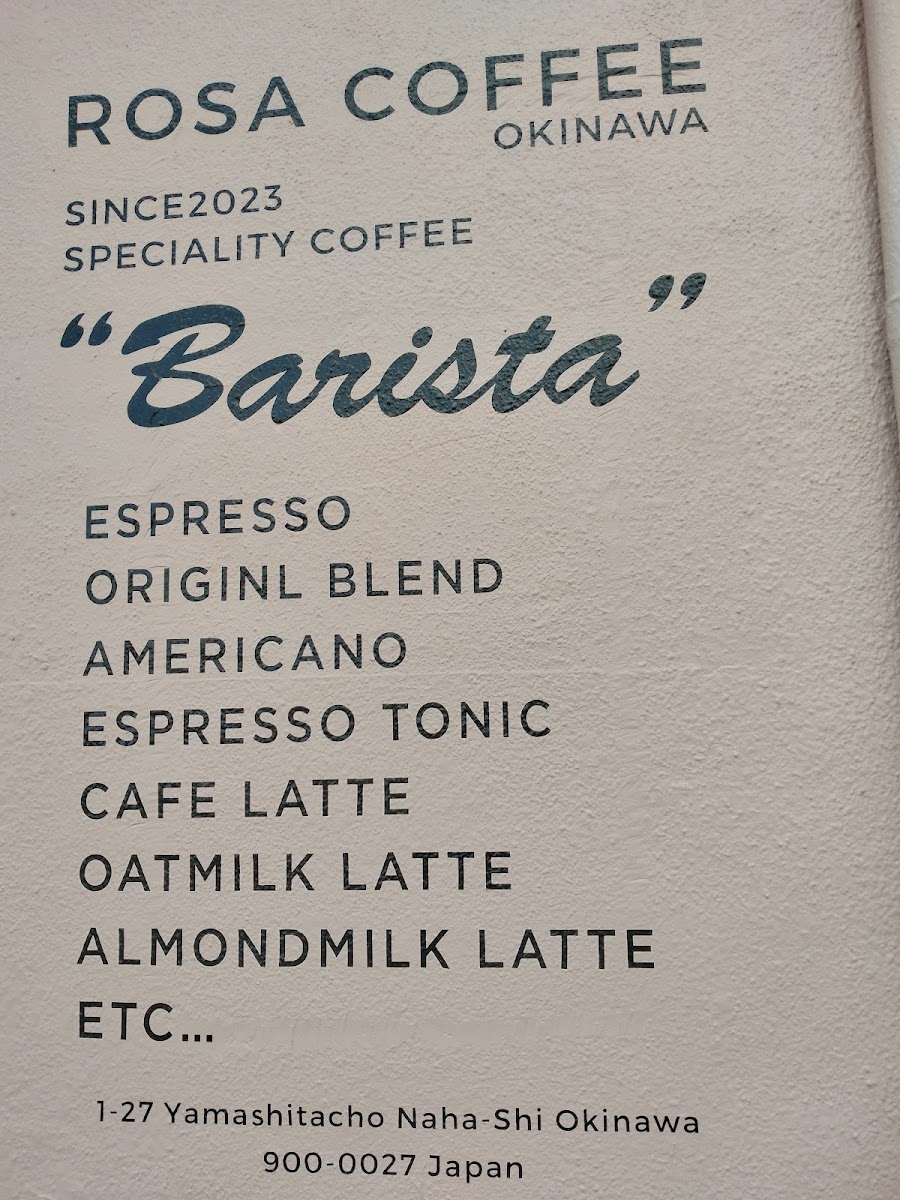 ROSA COFFEE
OKINAWA
SINCE2023
SPECIALITY COFFEE
“Barista”
ESPRESSO
ORIGINL BLEND
AMERICANO
ESPRESSO TONIC
CAFE LATTE
OATMILK LATTE
ALMONDMILK LATTE
ETC...
1-27 Yamashitacho Naha-Shi Okinawa
900-0027 Japan